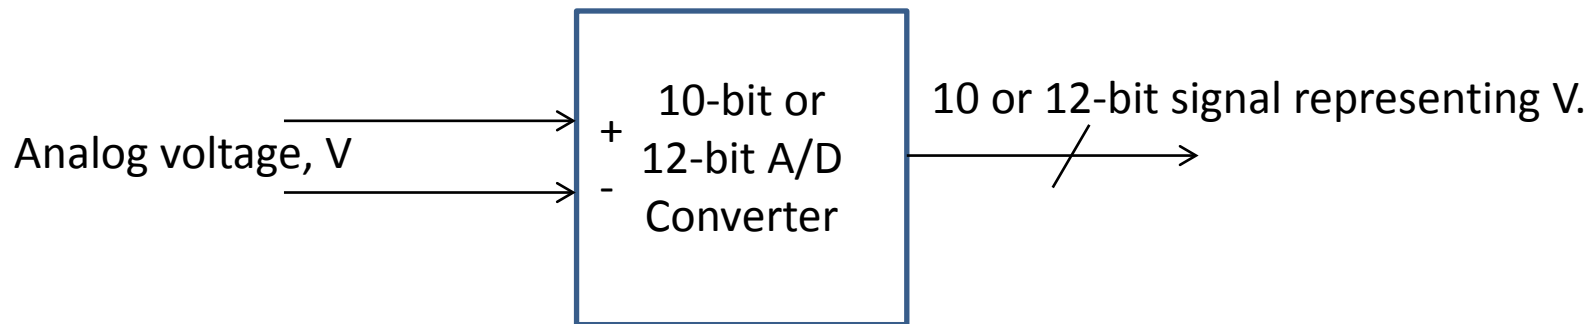 Analog voltage, V
+
-
10-bit or
12-bit A/D
Converter
10 or 12-bit signal representing V.